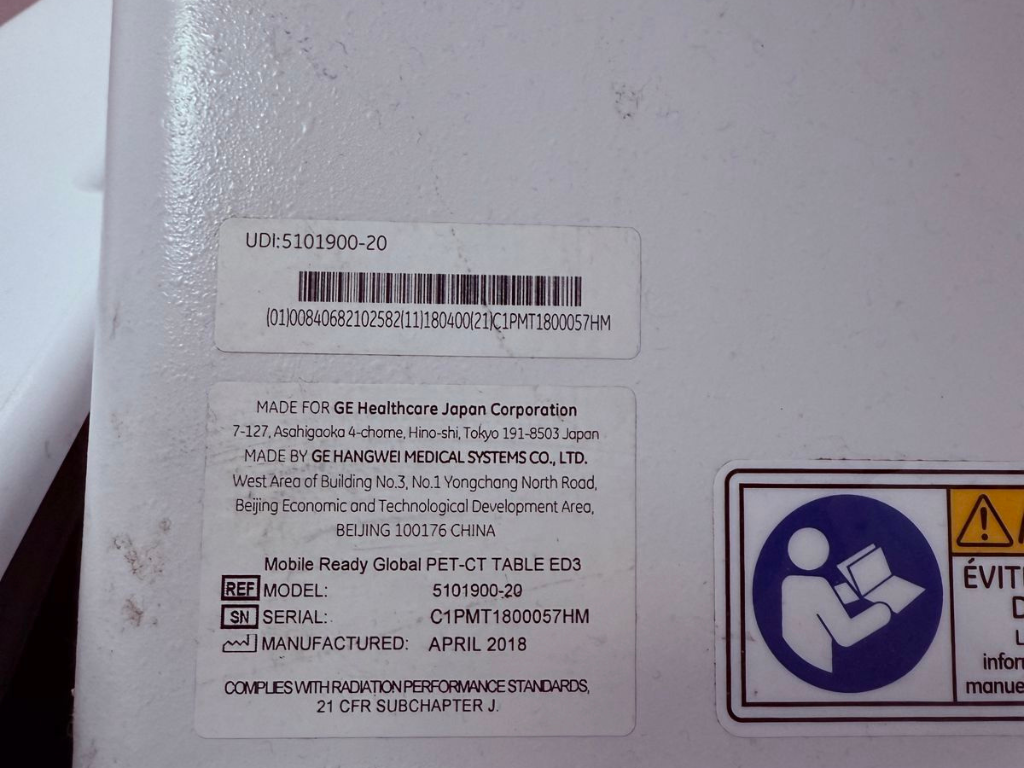 UDI:5101900-20
(01)00840682102582(11)180400(21)C1PMT1800057HM
MADE FOR GE Healthcare Japan Corporation
7-127, Asahigaoka 4-chome, Hino-shi, Tokyo 191-8503 Japan
MADE BY GE HANGWEI MEDICAL SYSTEMS CO., LTD.
West Area of Building No.3, No.1 Yongchang North Road,
Beijing Economic and Technological Development Area,
BEIJING 100176 CHINA
Mobile Ready Global PET-CT TABLE ED3
REF MODEL: 5101900-20
SN SERIAL: C1PMT1800057HM
MANUFACTURED: APRIL 2018
COMPLIES WITH RADIATION PERFORMANCE STANDARDS,
21 CFR SUBCHAPTER J.